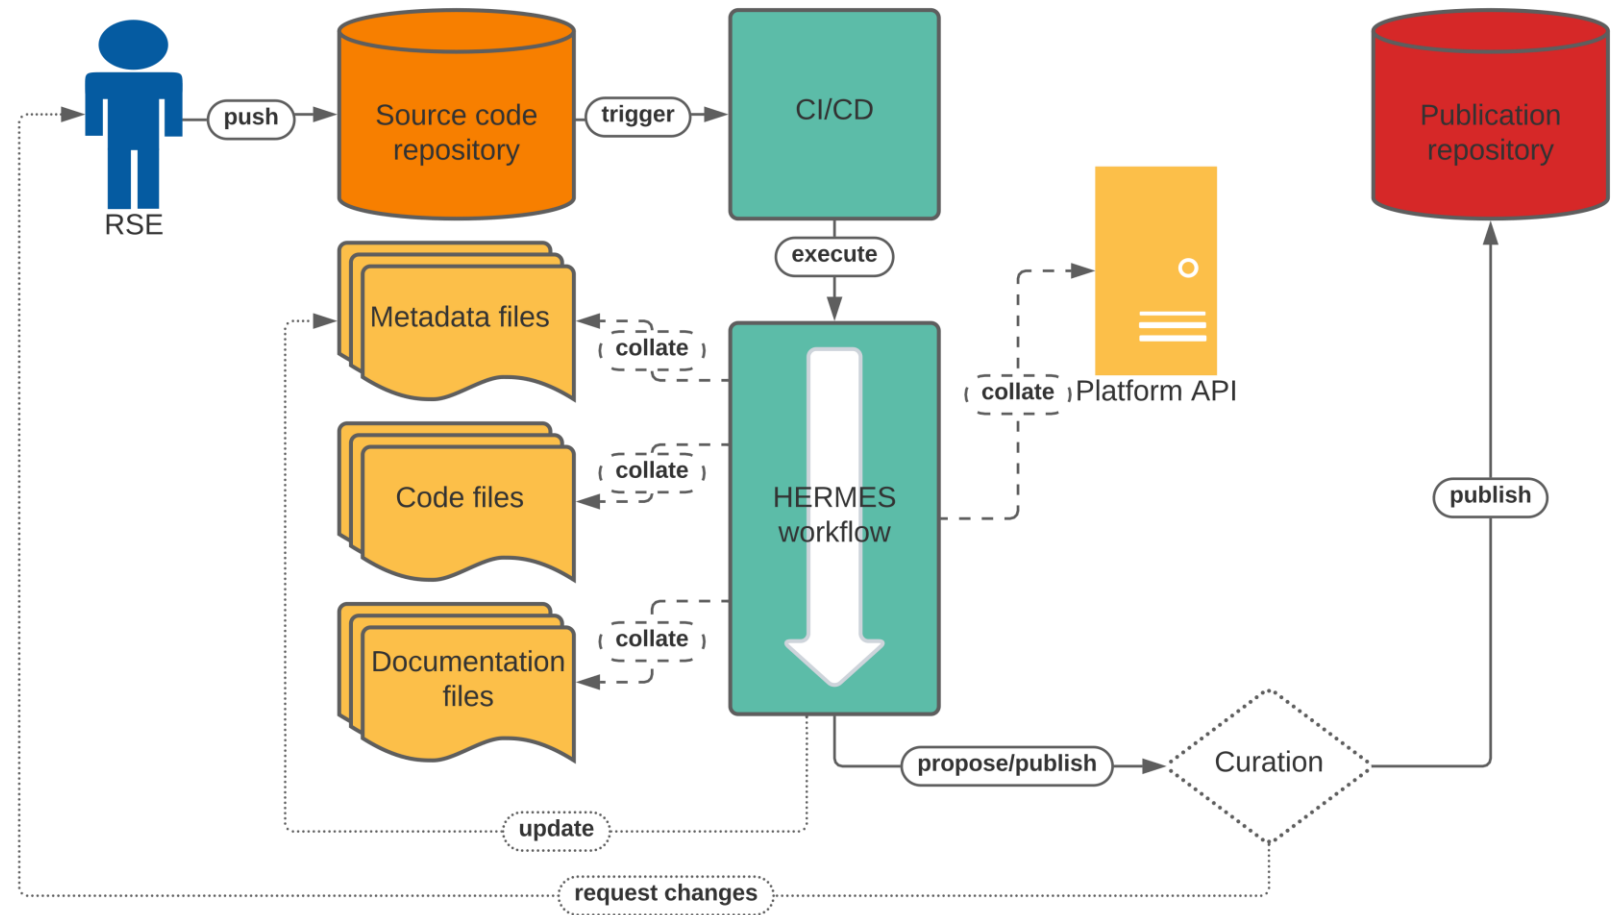 RSE
push
Source code
repository
trigger
CI/CD
Publication
repository
execute
Metadata files
collate
Platform API
collate
Code files
collate
HERMES
workflow
publish
Documentation
files
collate
propose/publish
Curation
update
request changes